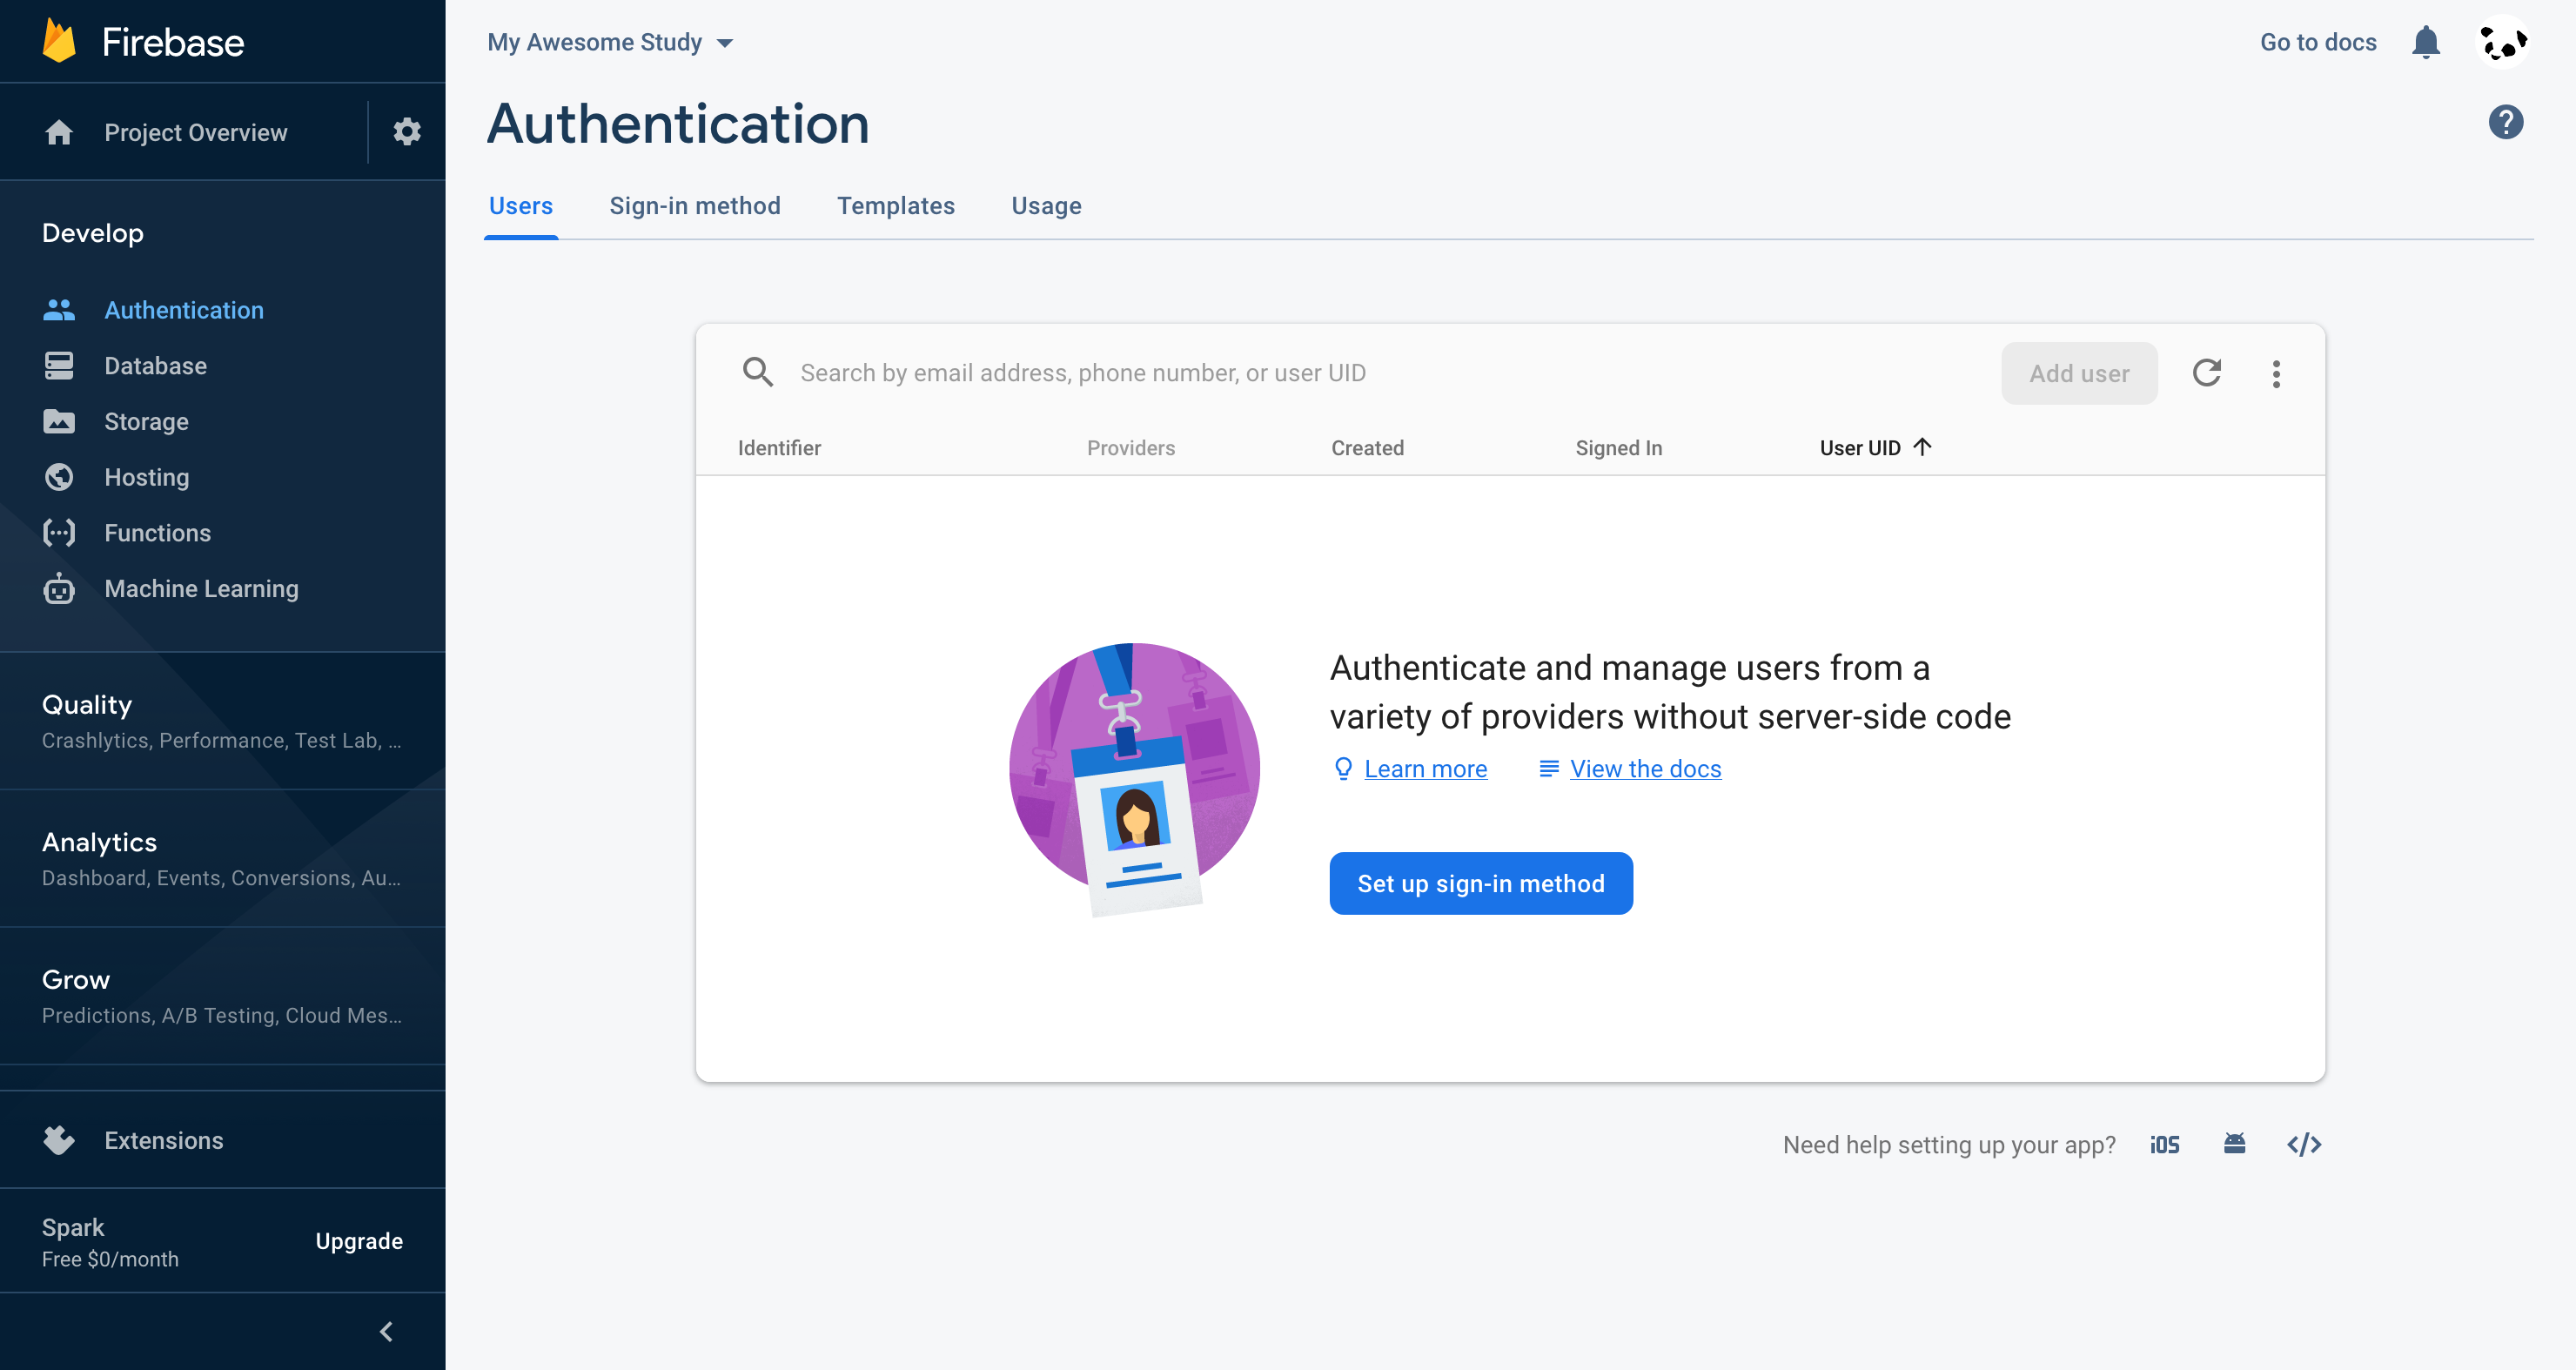 Firebase
Project Overview
Develop
Authentication
Database
Storage
Hosting
Functions
Machine Learning
Quality
Crashlytics, Performance, Test Lab, ...
Analytics
Dashboard, Events, Conversions, Au...
Grow
Predictions, A/B Testing, Cloud Mes...
Extensions
Spark
Free $0/month
Upgrade
My Awesome Study
Go to docs
Authentication
?
Users Sign-in method Templates Usage
Search by email address, phone number, or user UID
Add user
Identifier Providers Created Signed In User UID
Authenticate and manage users from a
variety of providers without server-side code
Learn more View the docs
Set up sign-in method
Need help setting up your app? iOS </>